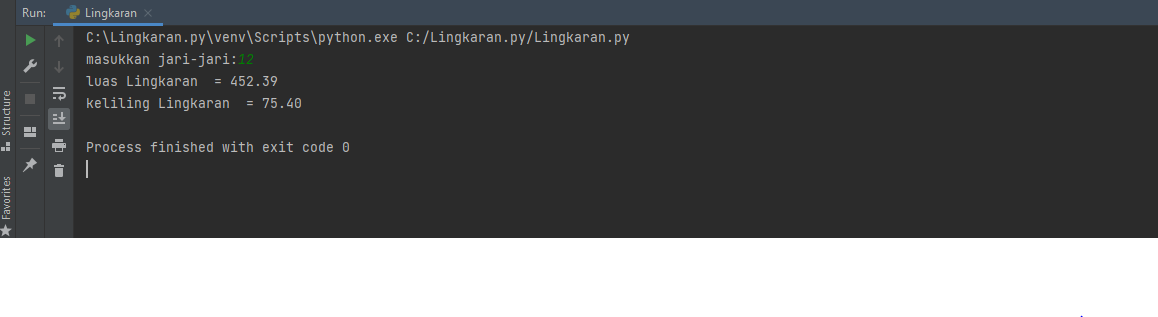 Run: Lingkaran
C:\Lingkaran.py\venv\Scripts\python.exe C:/Lingkaran.py/Lingkaran.py
masukkan jari-jari:12
luas Lingkaran  = 452.39
keliling Lingkaran  = 75.40
Process finished with exit code 0
Structure
Favorites